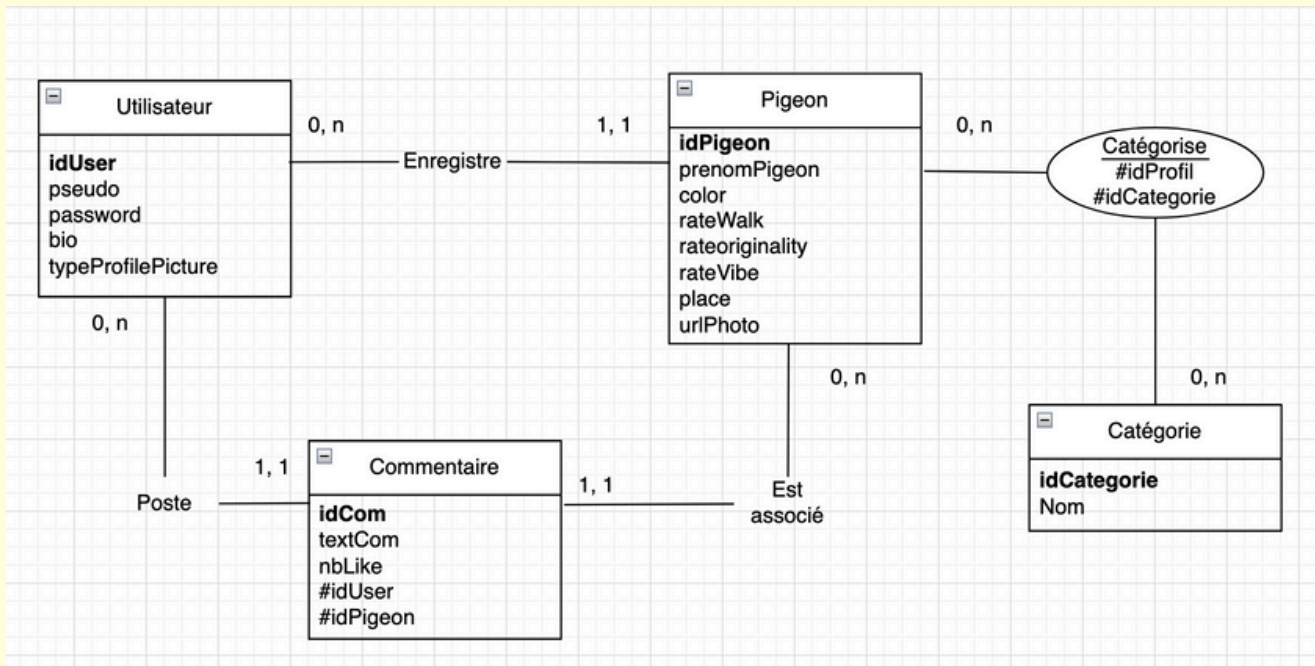 Utilisateur
idUser
pseudo
password
bio
typeProfilePicture
0, n
Enregistre
1, 1
Pigeon
idPigeon
prenomPigeon
color
rateWalk
rateoriginality
rateVibe
place
urlPhoto
0, n
Catégorise
#idProfil
#idCategorie
0, n
Poste
1, 1
Commentaire
idCom
textCom
nbLike
#idUser
#idPigeon
1, 1
Est
associé
0, n
0, n
Catégorie
idCategorie
Nom